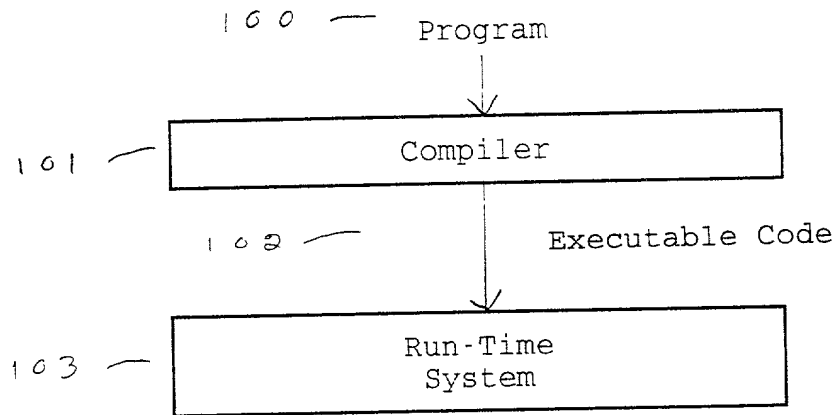 100 Program
101 Compiler
102 Executable Code
103 Run-Time
System